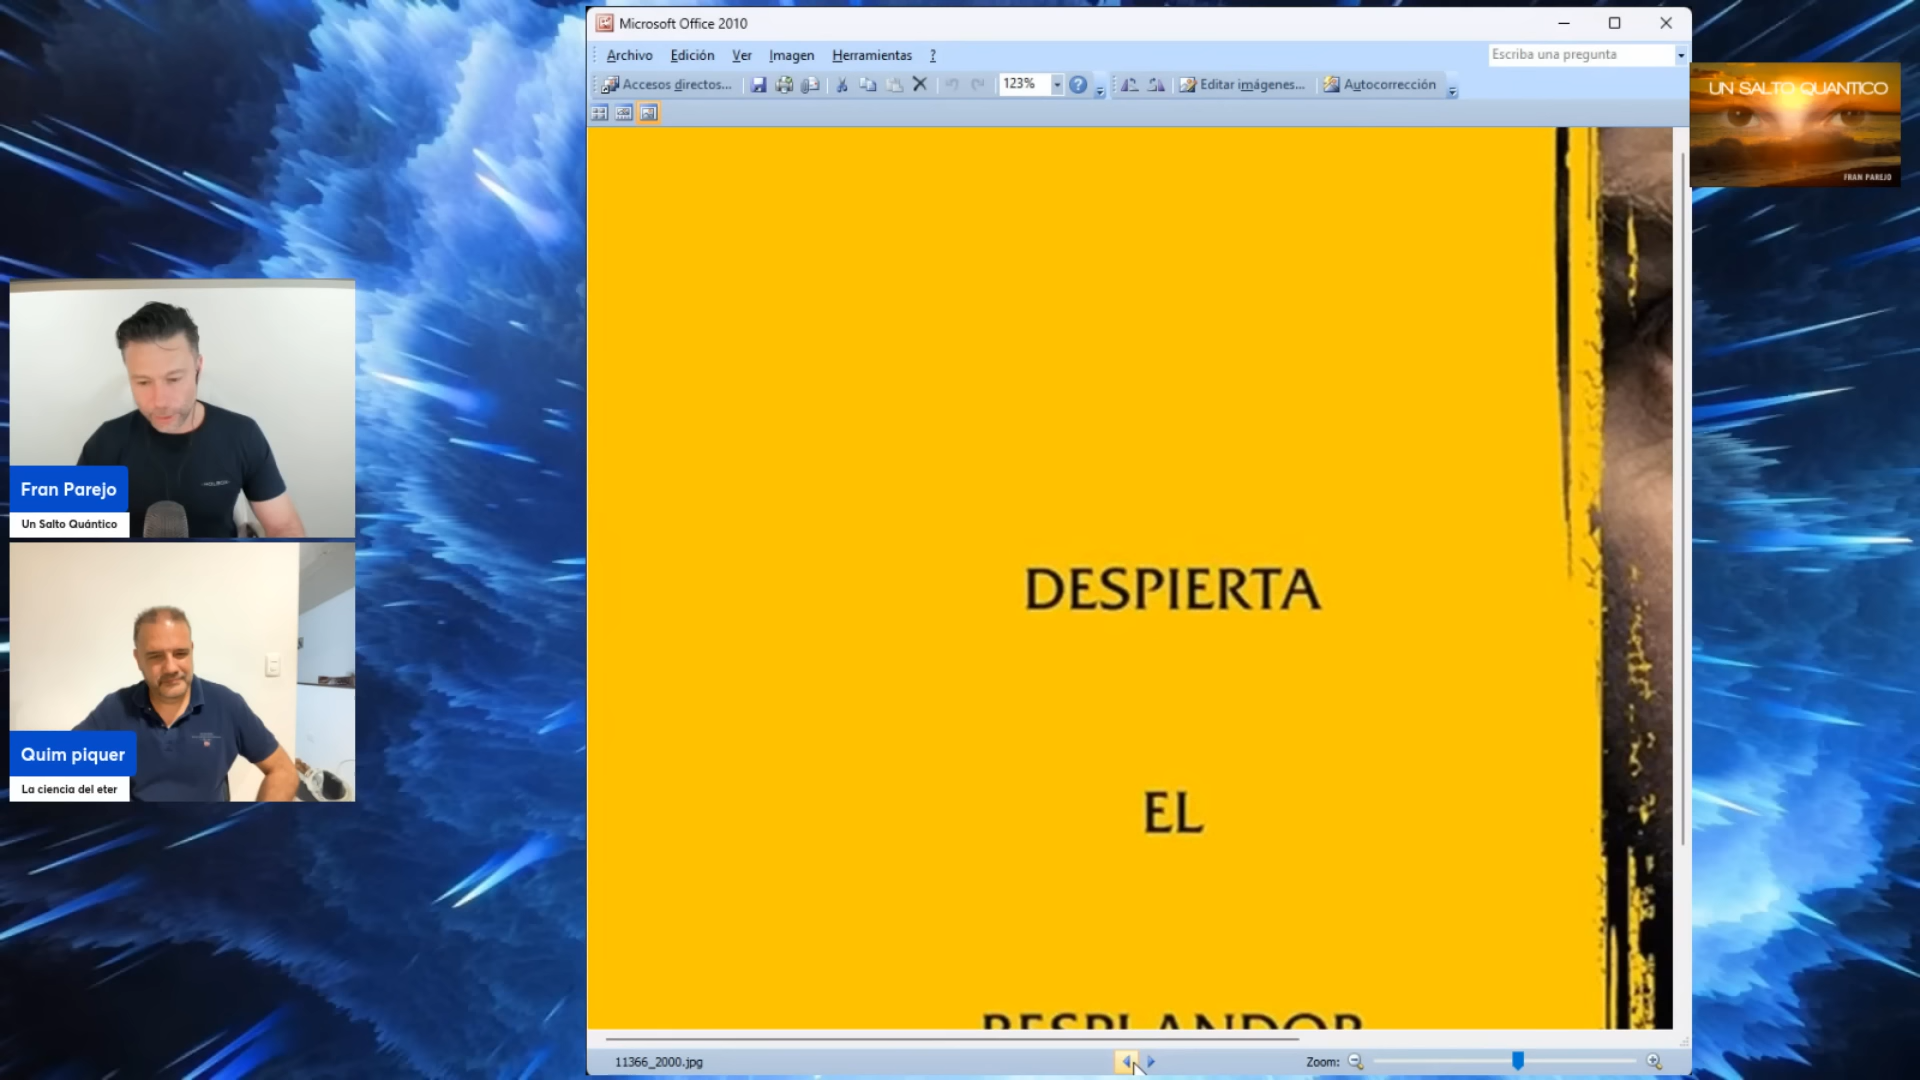 Microsoft Office 2010
Archivo Edición Ver Imagen Herramientas ?
Escriba una pregunta
Accesos directos...
123%
Editar imágenes...
Autocorrección
UN SALTO QUANTICO
FRAN PAREJO
DESPIERTA
EL
RESPLANDOR
Fran Parejo
Un Salto Quántico
Quim piquer
La ciencia del eter
11366_2000.jpg
Zoom: